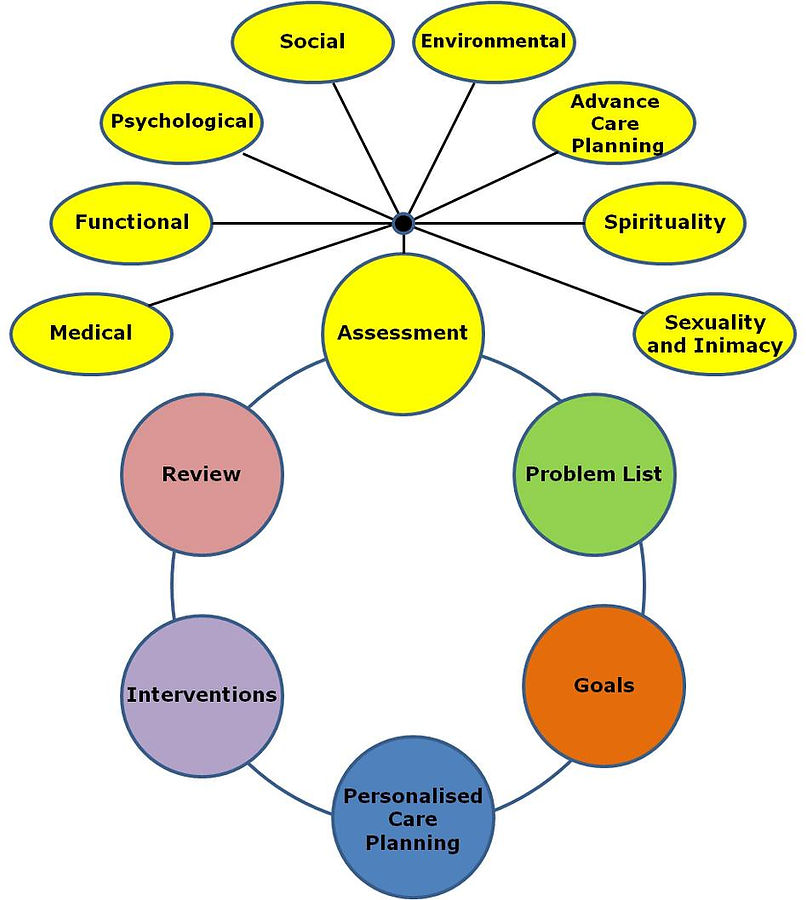 Social
Environmental
Psychological
Advance
Care
Planning
Functional
Spirituality
Medical
Assessment
Sexuality
and Inimacy
Review
Problem List
Interventions
Goals
Personalised
Care
Planning